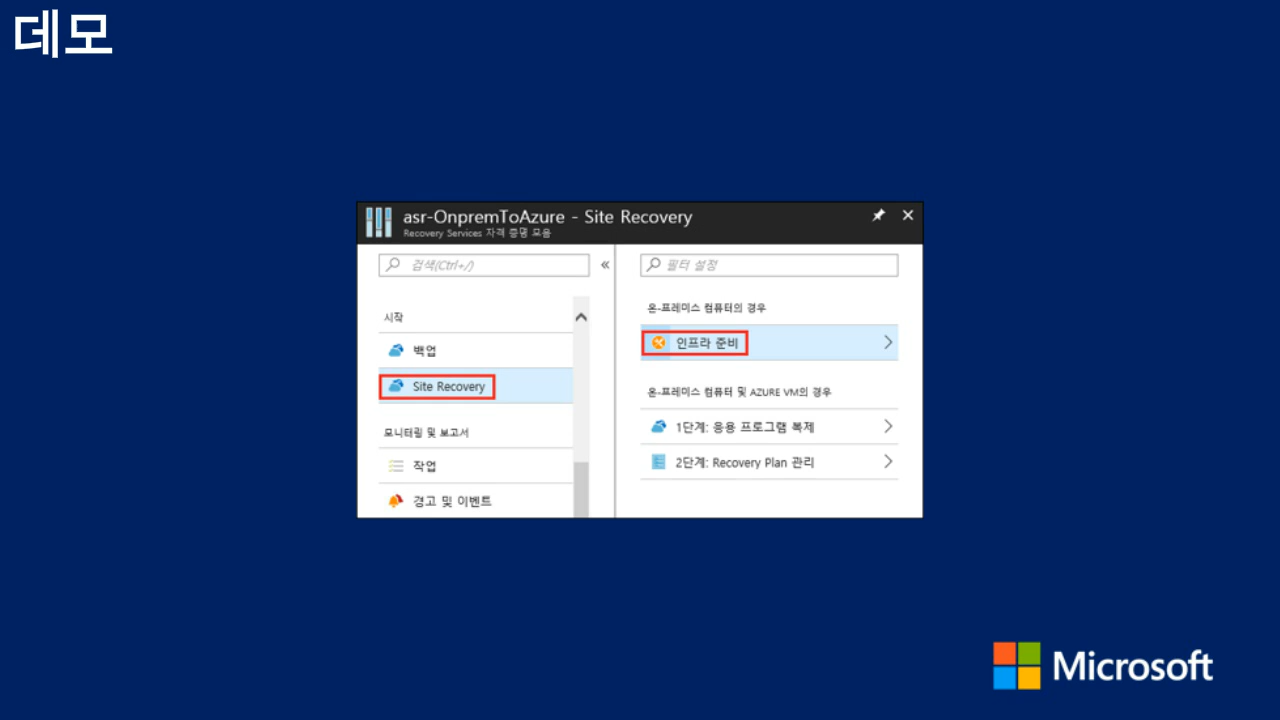 데모
asr-OnpremToAzure - Site Recovery
Recovery Services 자격 증명 모음
검색(Ctrl+/)
시작
백업
Site Recovery
모니터링 및 보고서
작업
경고 및 이벤트
필터 설정
온-프레미스 컴퓨터의 경우
인프라 준비
온-프레미스 컴퓨터 및 AZURE VM의 경우
1단계: 응용 프로그램 복제
2단계: Recovery Plan 관리
Microsoft